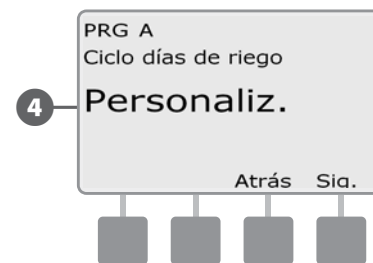 PRG A
Ciclo días de riego
4
Personaliz.
Atrás Sig.